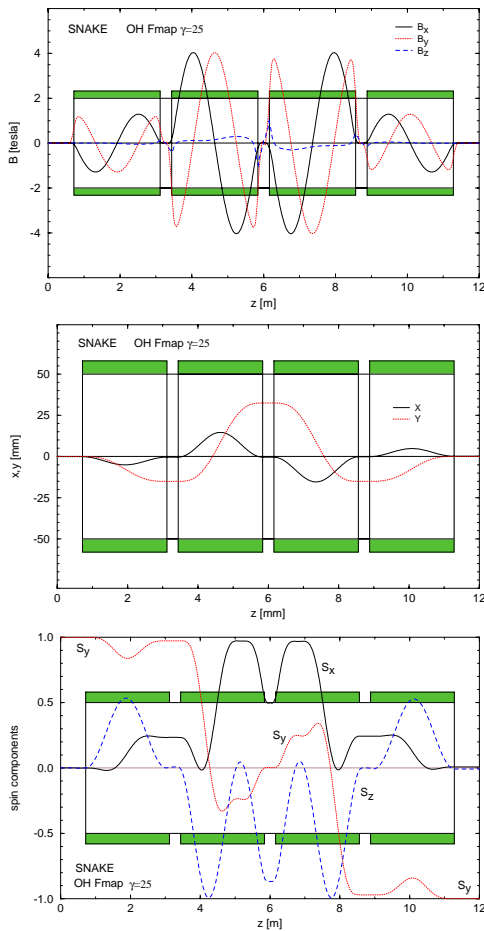 SNAKE OH Fmap γ=25
Bx
By
Bz
B [tesla]
4
2
0
-2
-4
0 2 4 6 8 10 12
z [m]
SNAKE OH Fmap γ=25
X
Y
x,y [mm]
50
25
0
-25
-50
0 2 4 6 8 10 12
z [mm]
1.0
0.5
0.0
-0.5
-1.0
spin components
Sy
Sx
Sy
Sz
Sy
SNAKE
OH Fmap γ=25
0 2 4 6 8 10 12
z [m]